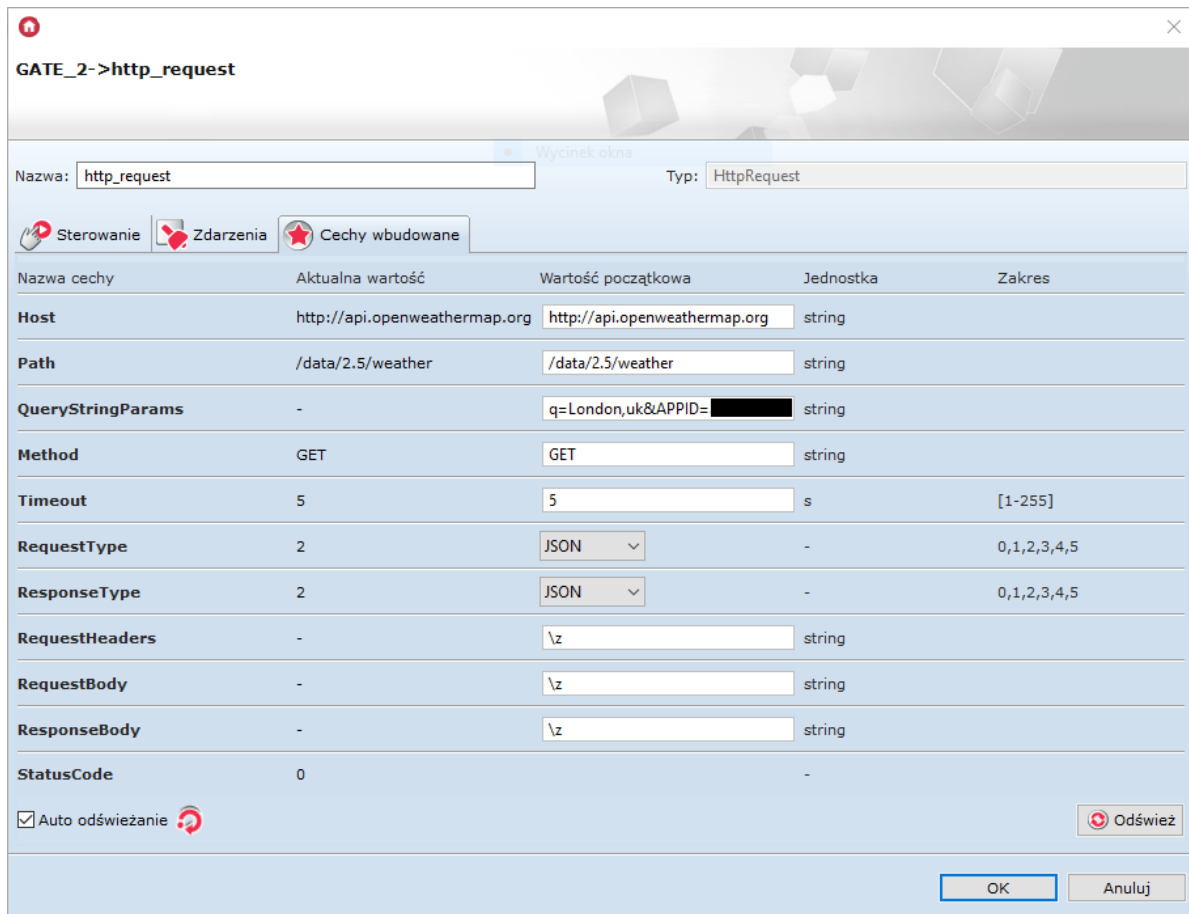 GATE_2->http_request
Wycinek okna
Nazwa: http_request Typ: HttpRequest
Sterowanie Zdarzenia Cechy wbudowane
Nazwa cechy Aktualna wartość Wartość początkowa Jednostka Zakres
Host http://api.openweathermap.org http://api.openweathermap.org string
Path /data/2.5/weather /data/2.5/weather string
QueryStringParams - q=London,uk&APPID= string
Method GET GET string
Timeout 5 5 s [1-255]
RequestType 2 JSON - 0,1,2,3,4,5
ResponseType 2 JSON - 0,1,2,3,4,5
RequestHeaders - \z string
RequestBody - \z string
ResponseBody - \z string
StatusCode 0 -
Auto odświeżanie Odśwież
OK Anuluj